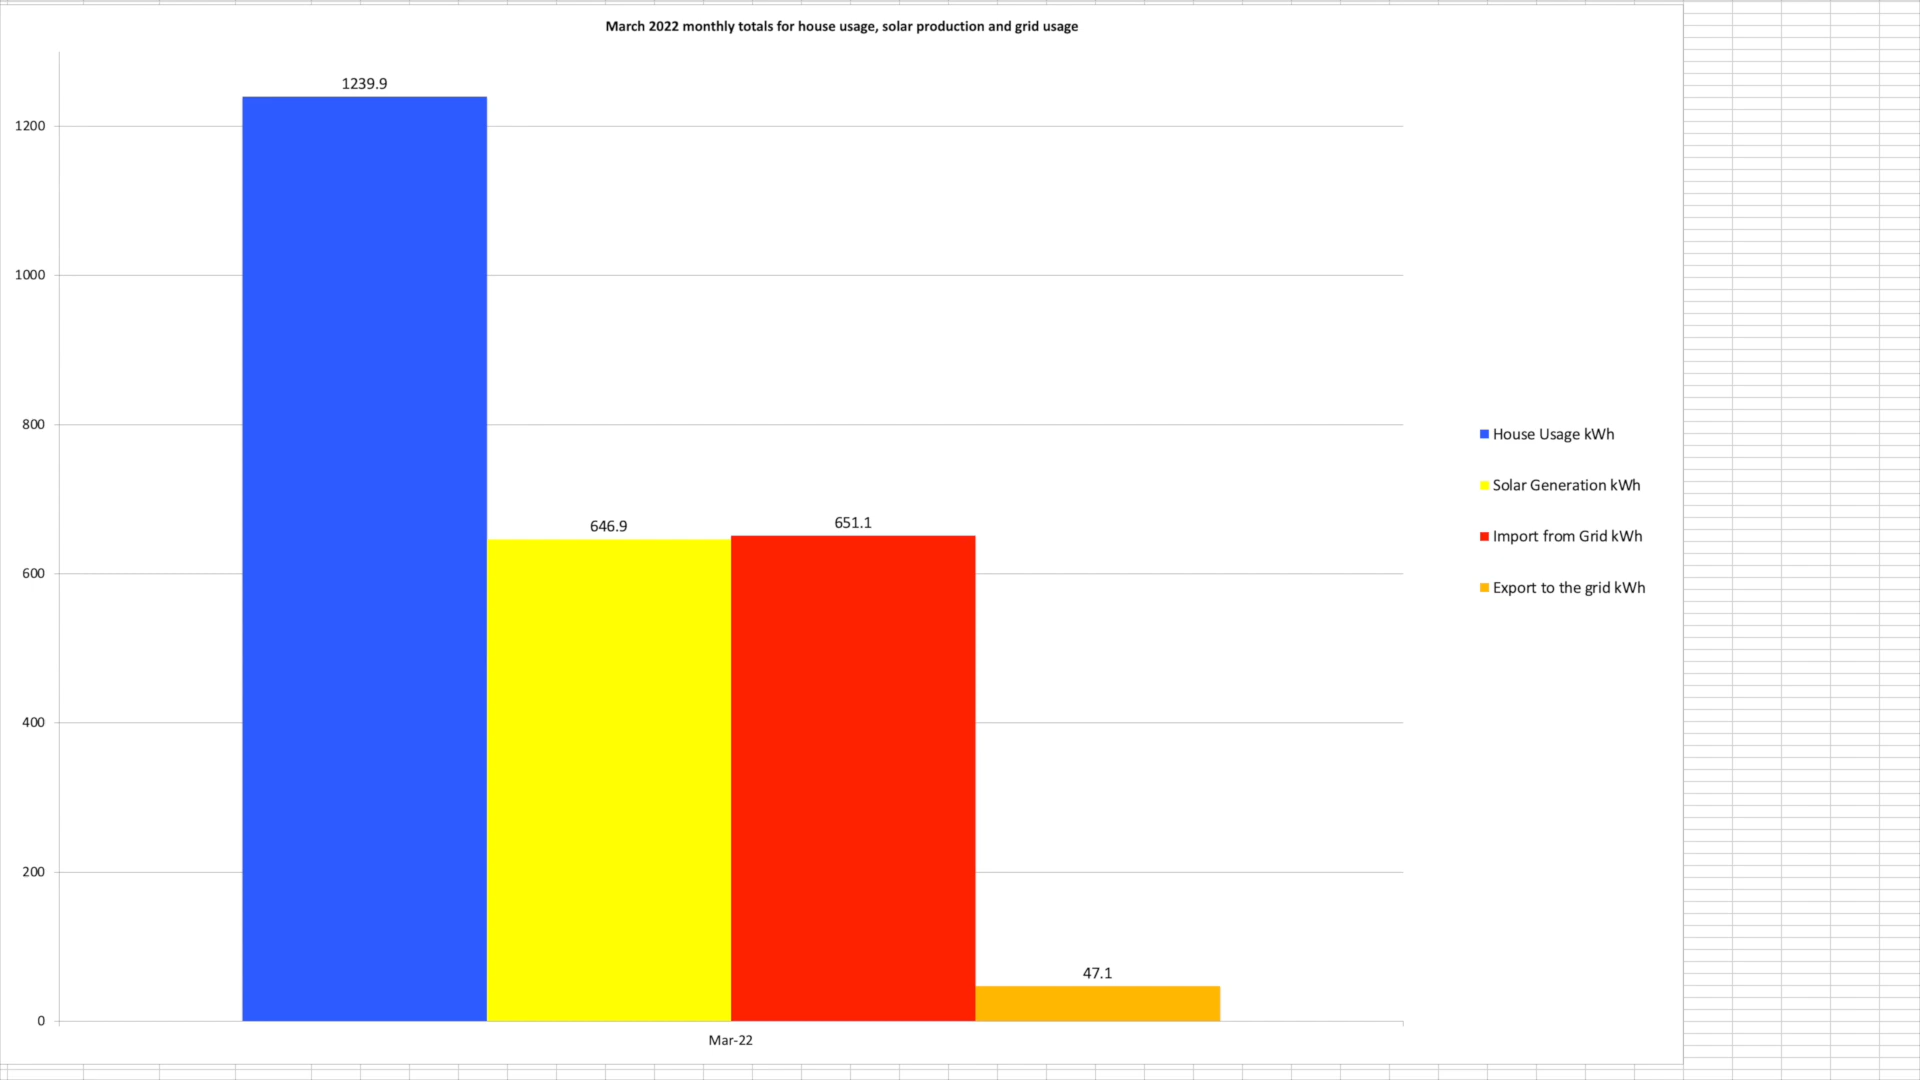 March 2022 monthly totals for house usage, solar production and grid usage
1239.9
1200
1000
800
House Usage kWh
Solar Generation kWh
646.9
651.1
Import from Grid kWh
600
Export to the grid kWh
400
200
47.1
0
Mar-22